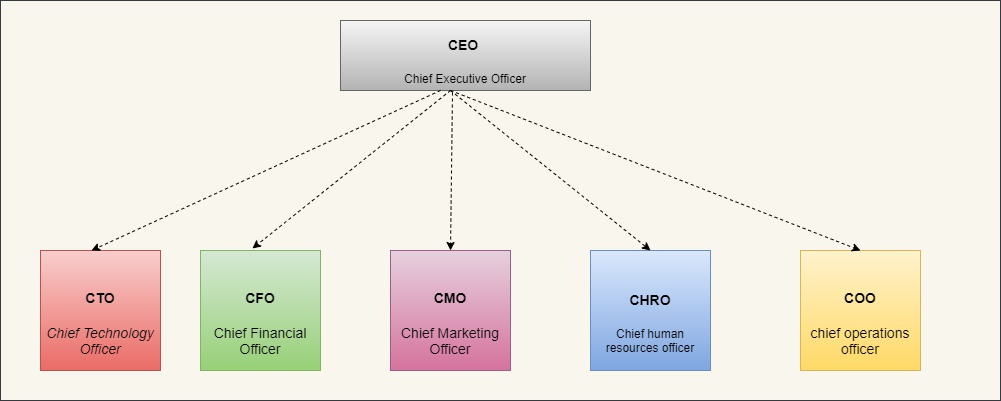 CEO
Chief Executive Officer
CTO
Chief Technology
Officer
CFO
Chief Financial
Officer
CMO
Chief Marketing
Officer
CHRO
Chief human
resources officer
COO
chief operations
officer